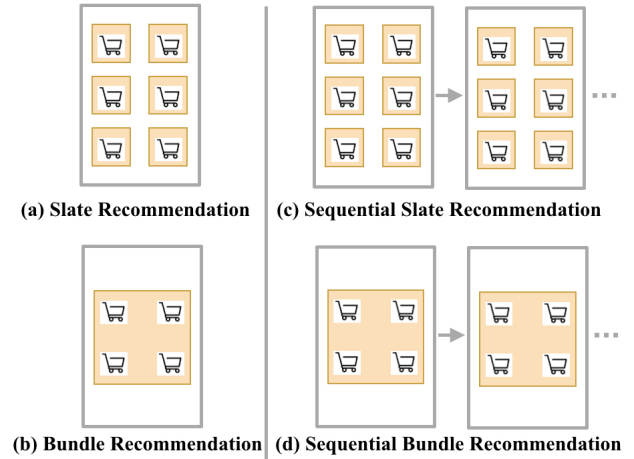 (a) Slate Recommendation
(c) Sequential Slate Recommendation
(b) Bundle Recommendation
(d) Sequential Bundle Recommendation